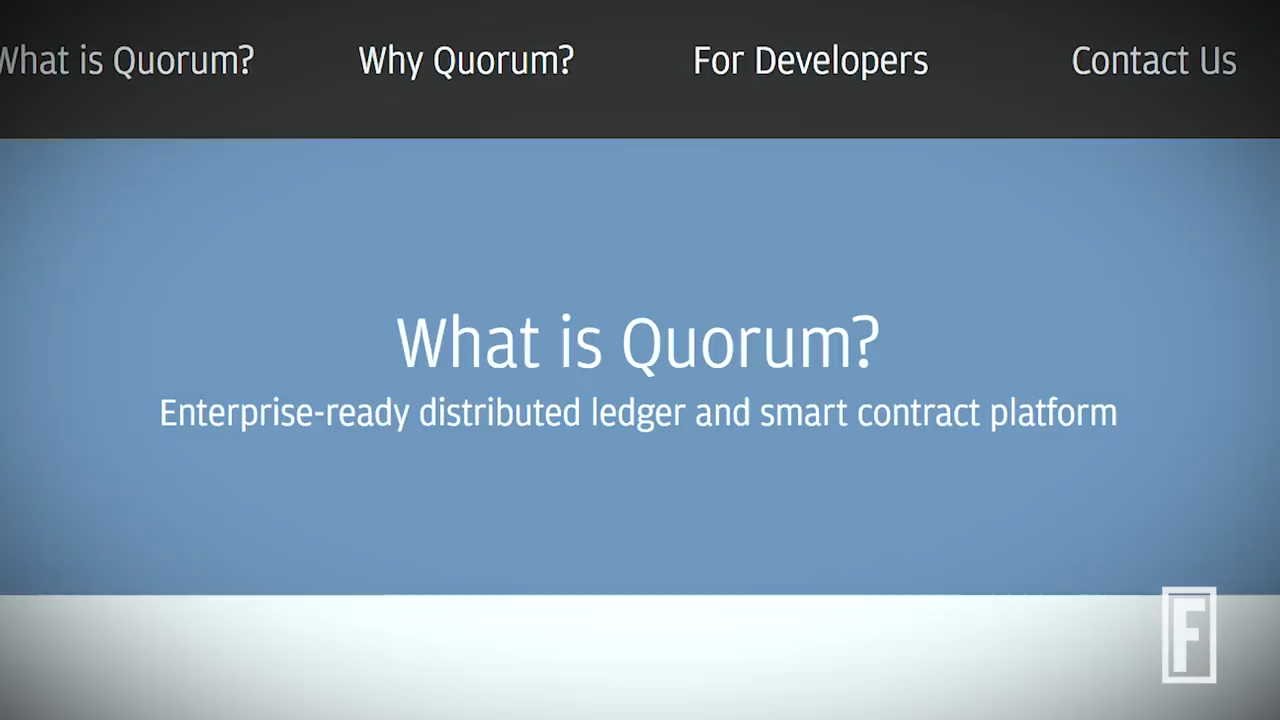 What is Quorum? Why Quorum? For Developers Contact Us
What is Quorum?
Enterprise-ready distributed ledger and smart contract platform
F